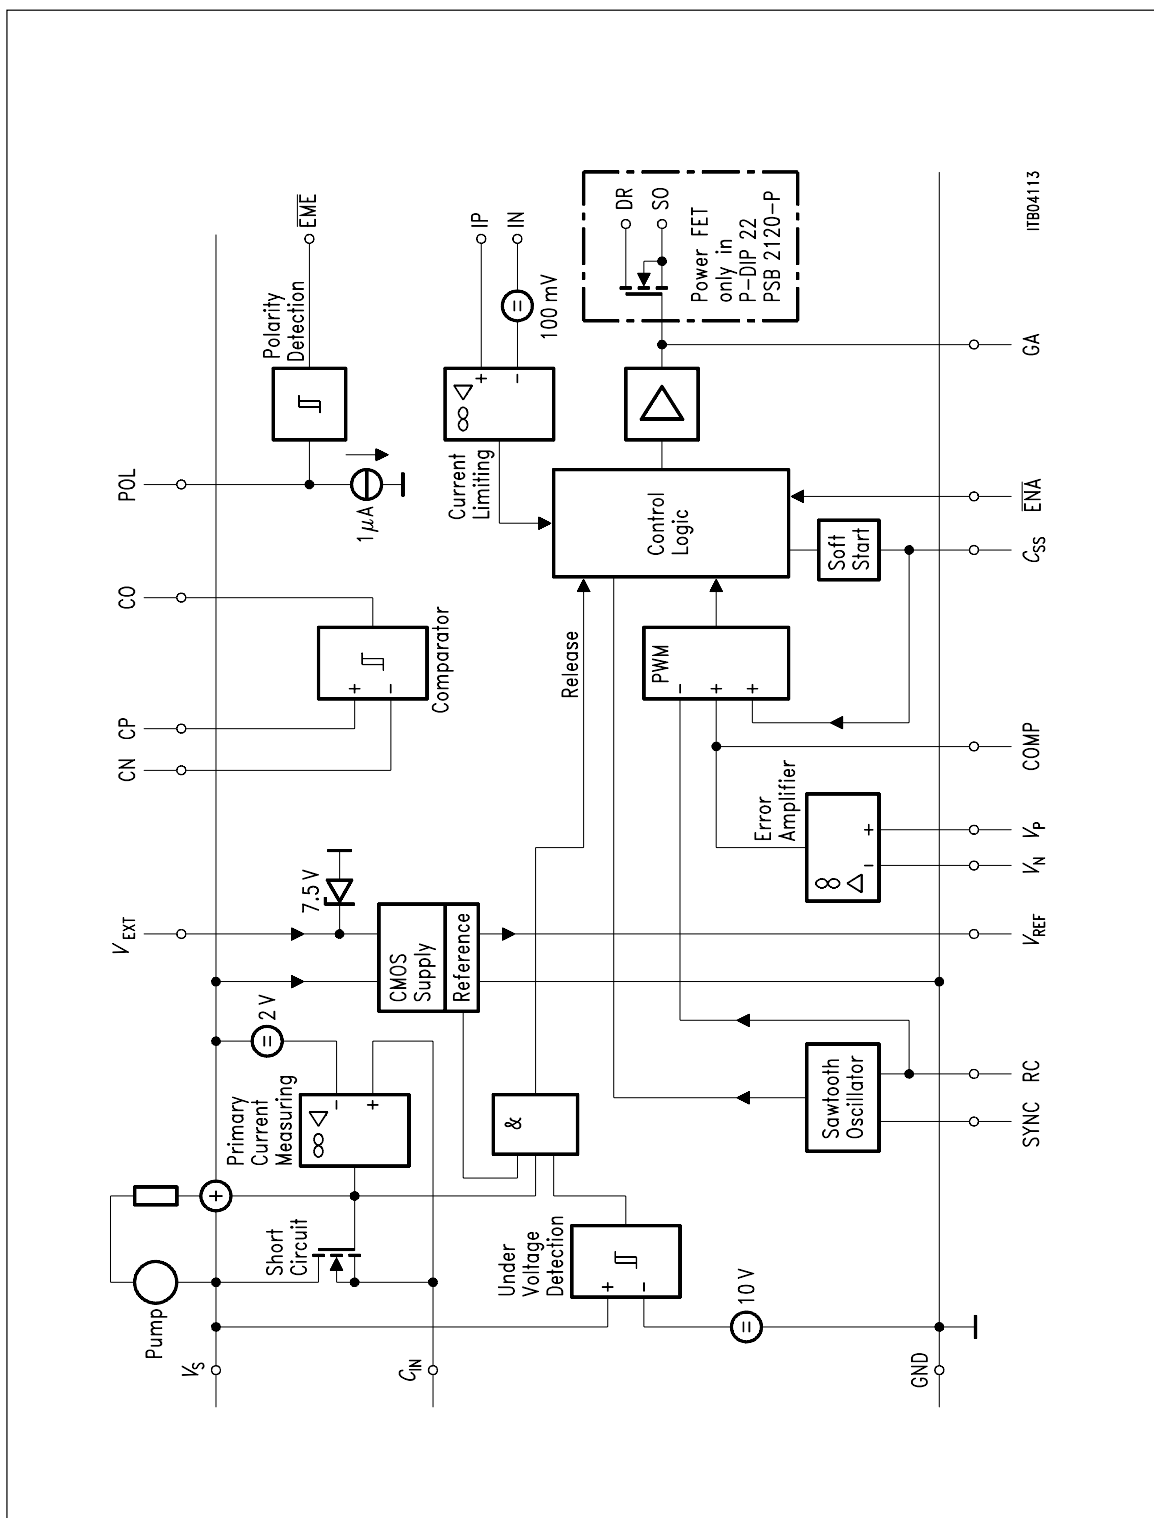 Pump
V_S
C_IN
GND
Short
Circuit
+
Primary
Current
Measuring
∞
−
+
=
2 V
Under
Voltage
Detection
+
−
=
10 V
&
V_EXT
7.5 V
CMOS
Supply
Reference
Release
CN
CP
CO
+
−
Comparator
POL
1 µA
Polarity
Detection
E̅M̅E̅
Current
Limiting
∞
+
−
IP
IN
=
100 mV
Control
Logic
DR
SO
Power FET
only in
P-DIP 22
PSB 2120-P
PWM
−
+
+
Soft
Start
Error
Amplifier
∞
−
+
Sawtooth
Oscillator
SYNC
RC
V_REF
V_N
V_P
COMP
C_SS
E̅N̅A̅
GA
ITB04113